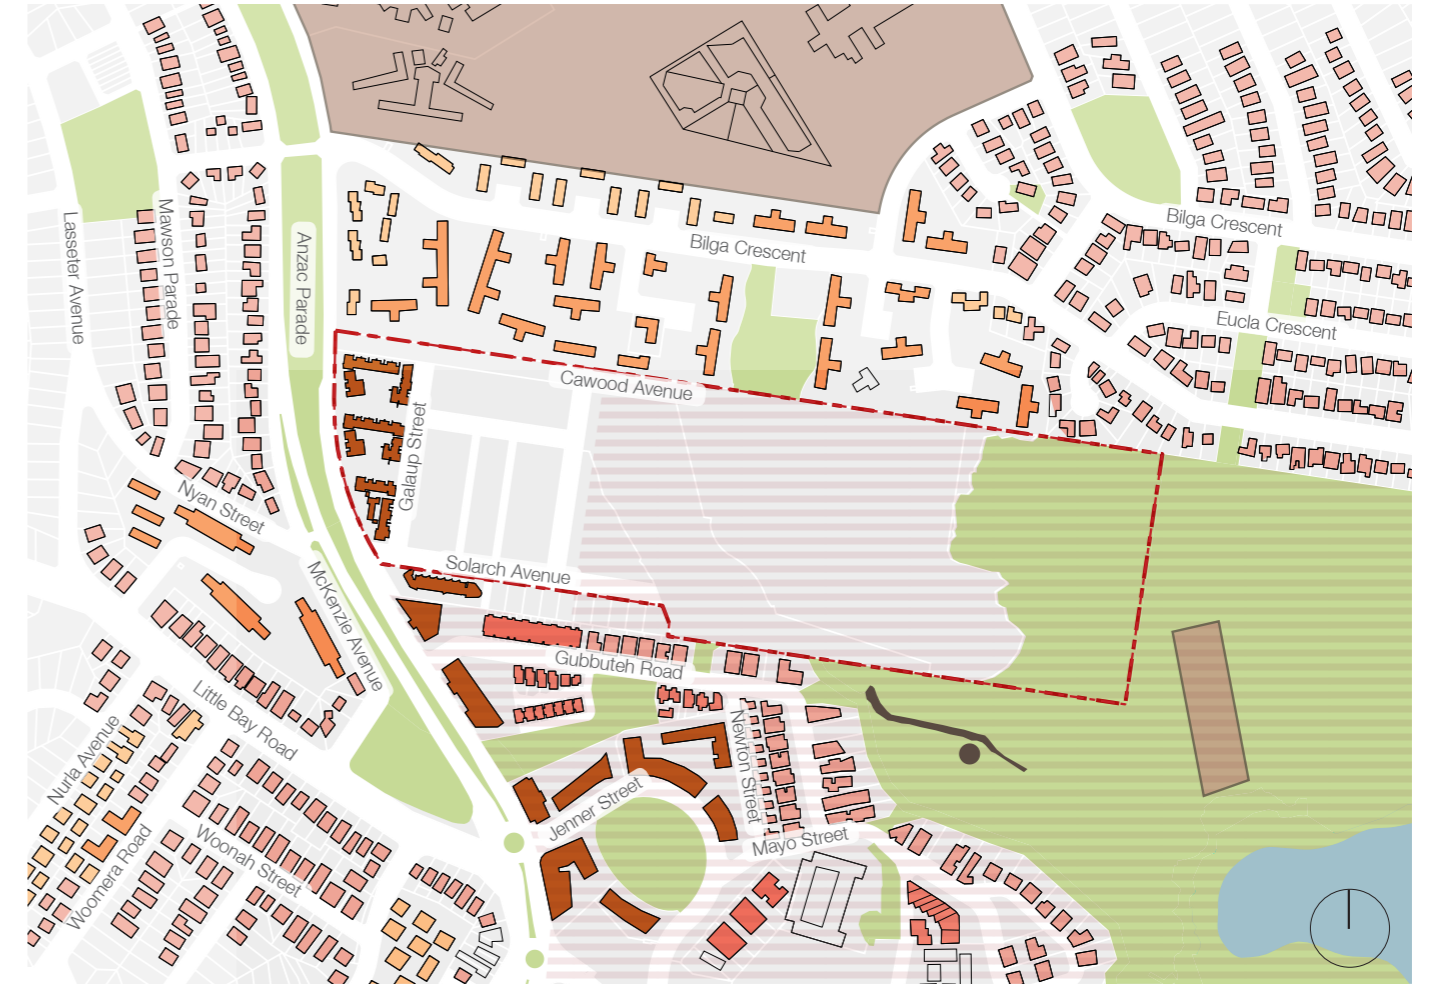 Bilga Crescent
Lasseter Avenue
Mawson Parade
Anzac Parade
Bilga Crescent
Eucla Crescent
Cawood Avenue
Galaup Street
Nyan Street
Solarch Avenue
McKenzie Avenue
Gubbuteh Road
Little Bay Road
Nurla Avenue
Newton Street
Jenner Street
Mayo Street
Woomera Road
Woonah Street